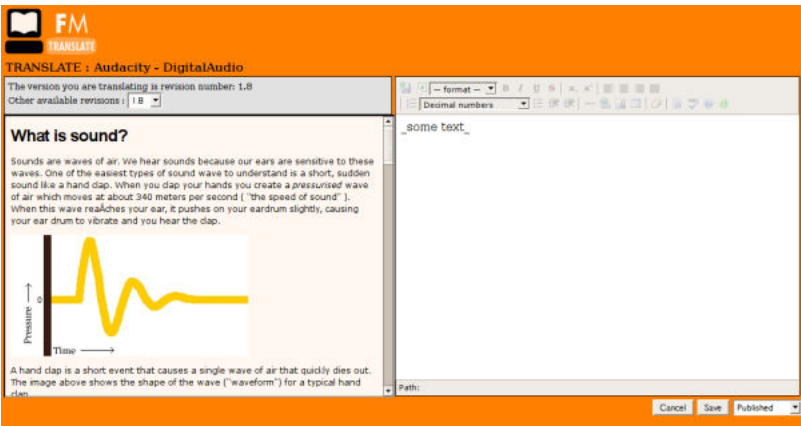 FM
TRANSLATE
TRANSLATE : Audacity - DigitalAudio
The version you are translating is revision number: 1.8
Other available revisions : 1.8
What is sound?
Sounds are waves of air. We hear sounds because our ears are sensitive to these
waves. One of the easiest types of sound wave to understand is a short, sudden
sound like a hand clap. When you clap your hands you create a pressurised wave
of air which moves at about 340 meters per second ( "the speed of sound" ).
When this wave reaÂches your ear, it pushes on your eardrum slightly, causing
your ear drum to vibrate and you hear the clap.
Pressure
0
Time
A hand clap is a short event that causes a single wave of air that quickly dies out.
The image above shows the shape of the wave ("waveform") for a typical hand
clap
-- format --
B I U S x, x'
Decimal numbers
_some text_
Path:
Cancel Save Published